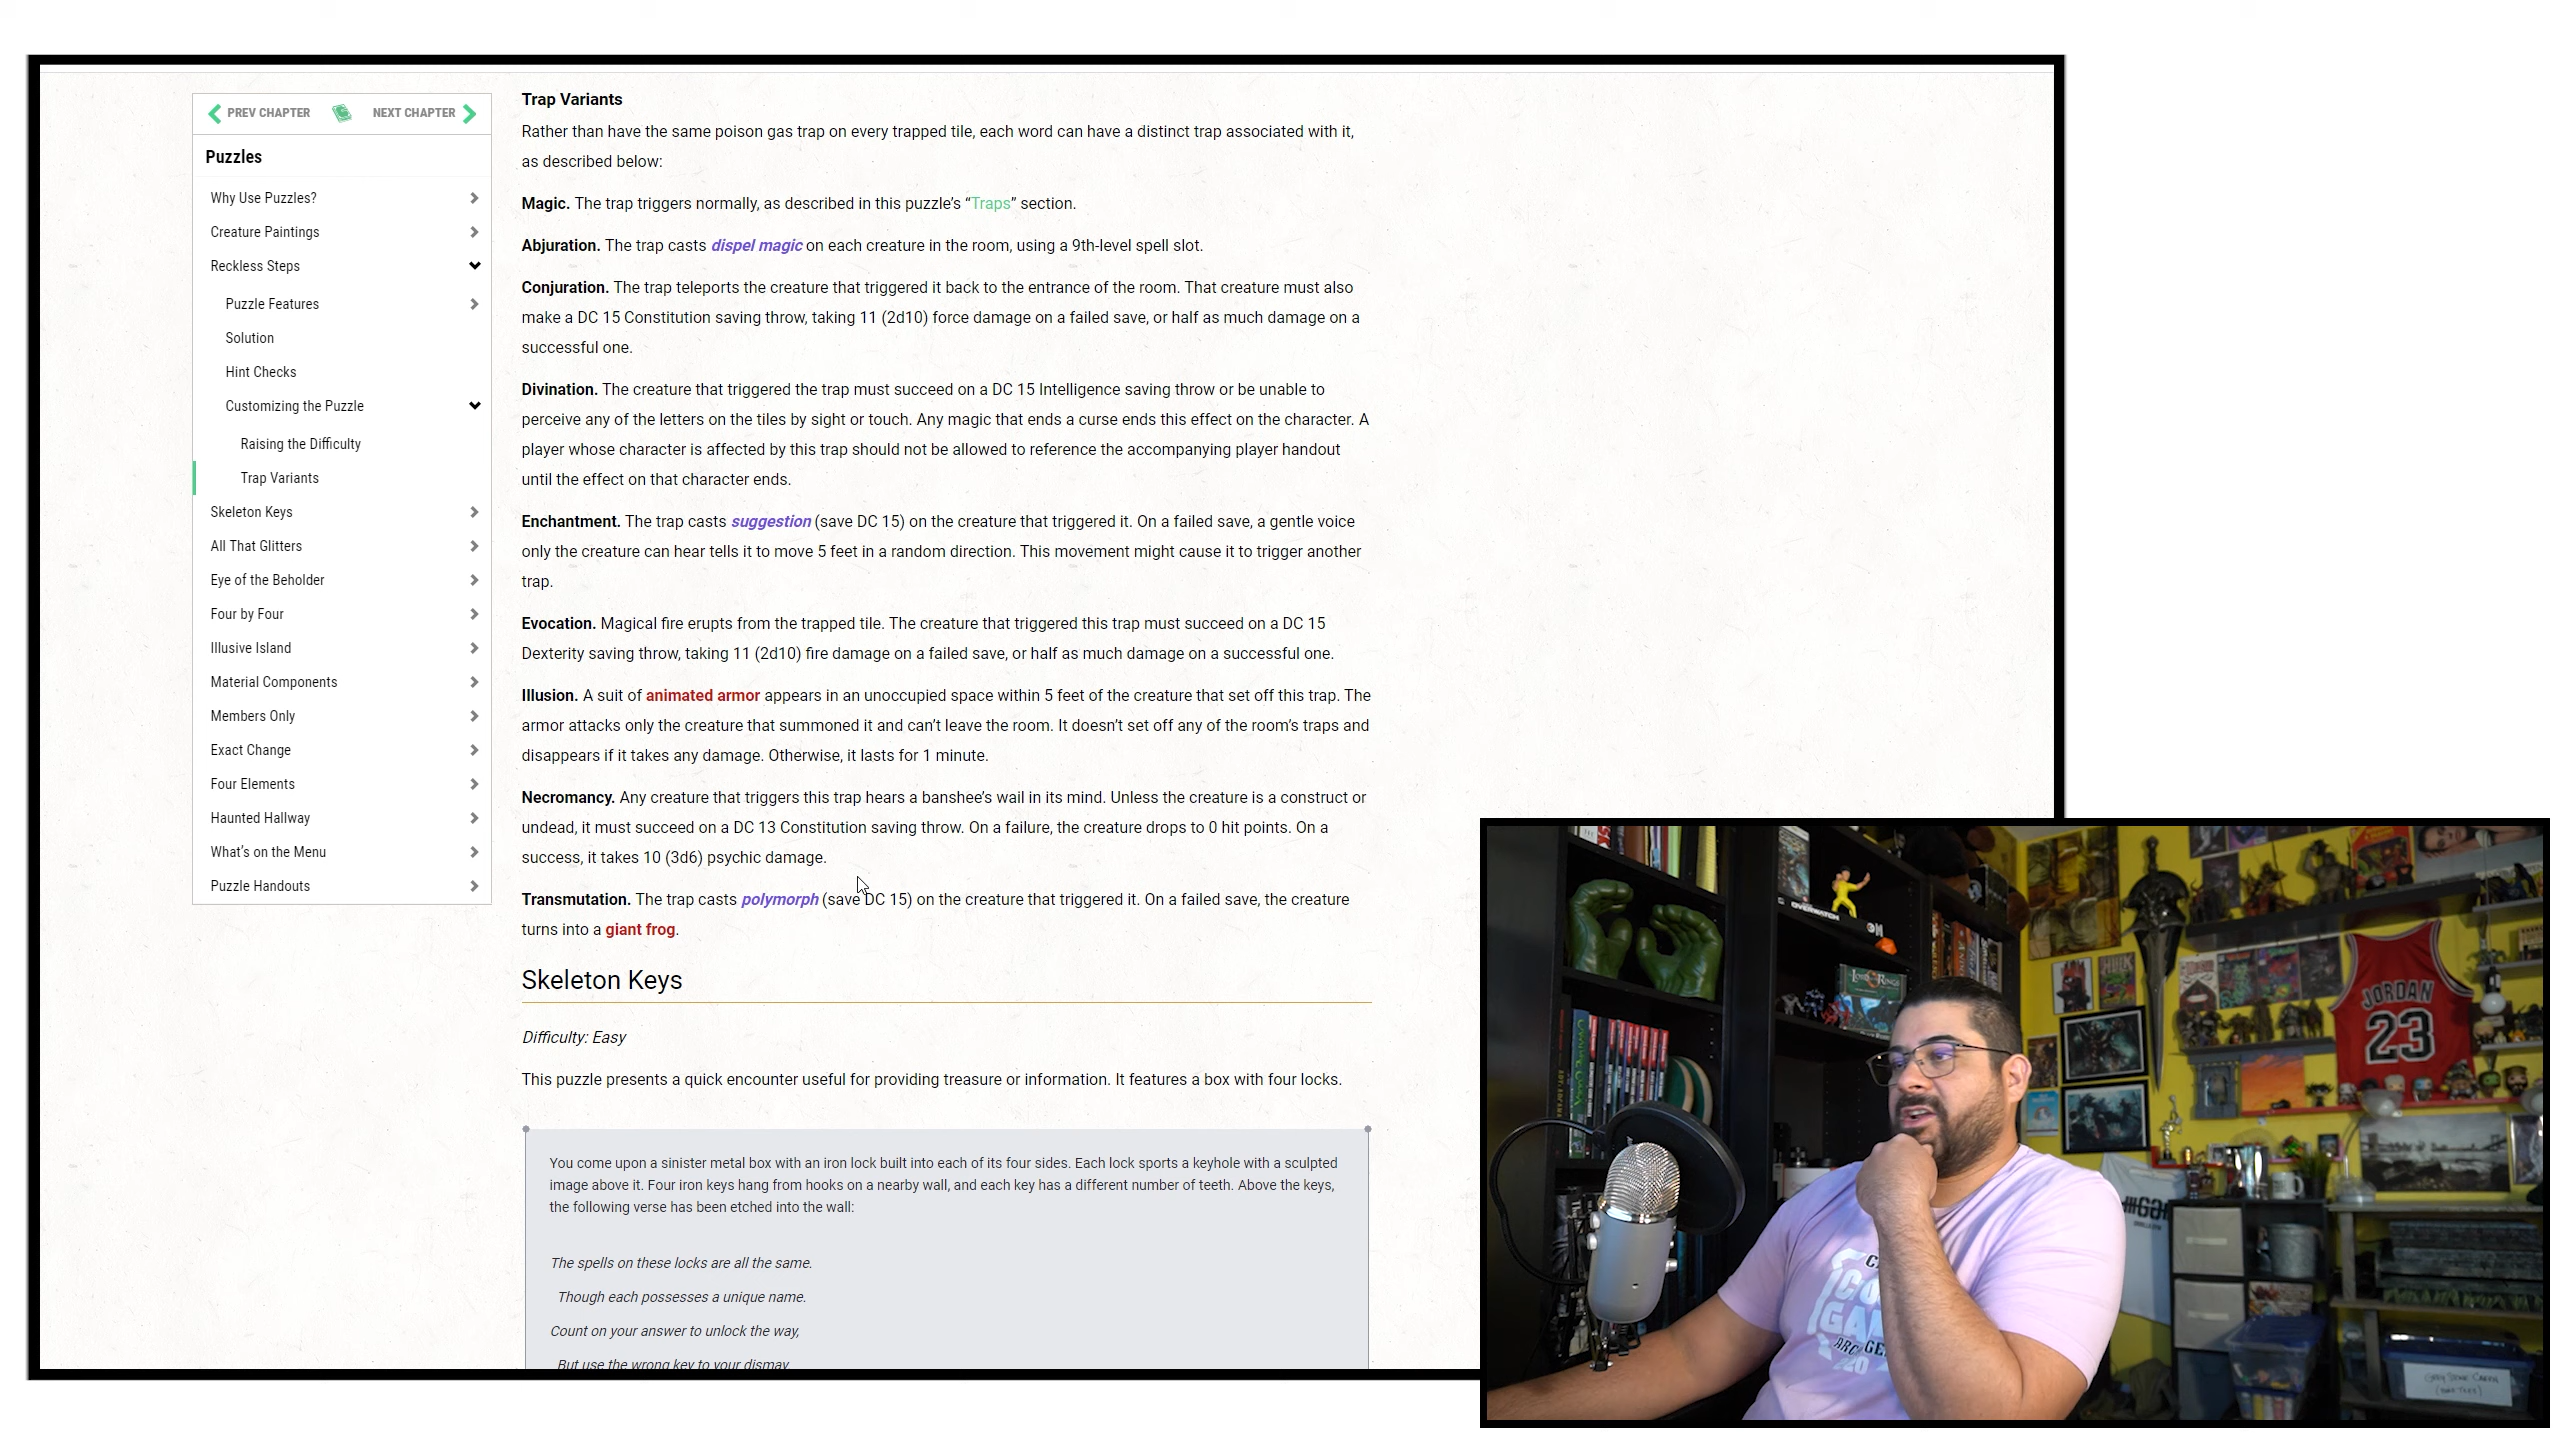 PREV CHAPTER
NEXT CHAPTER
Puzzles
Why Use Puzzles?
Creature Paintings
Reckless Steps
Puzzle Features
Solution
Hint Checks
Customizing the Puzzle
Raising the Difficulty
Trap Variants
Skeleton Keys
All That Glitters
Eye of the Beholder
Four by Four
Illusive Island
Material Components
Members Only
Exact Change
Four Elements
Haunted Hallway
What's on the Menu
Puzzle Handouts
Trap Variants
Rather than have the same poison gas trap on every trapped tile, each word can have a distinct trap associated with it,
as described below:
Magic. The trap triggers normally, as described in this puzzle's “Traps” section.
Abjuration. The trap casts dispel magic on each creature in the room, using a 9th-level spell slot.
Conjuration. The trap teleports the creature that triggered it back to the entrance of the room. That creature must also
make a DC 15 Constitution saving throw, taking 11 (2d10) force damage on a failed save, or half as much damage on a
successful one.
Divination. The creature that triggered the trap must succeed on a DC 15 Intelligence saving throw or be unable to
perceive any of the letters on the tiles by sight or touch. Any magic that ends a curse ends this effect on the character. A
player whose character is affected by this trap should not be allowed to reference the accompanying player handout
until the effect on that character ends.
Enchantment. The trap casts suggestion (save DC 15) on the creature that triggered it. On a failed save, a gentle voice
only the creature can hear tells it to move 5 feet in a random direction. This movement might cause it to trigger another
trap.
Evocation. Magical fire erupts from the trapped tile. The creature that triggered this trap must succeed on a DC 15
Dexterity saving throw, taking 11 (2d10) fire damage on a failed save, or half as much damage on a successful one.
Illusion. A suit of animated armor appears in an unoccupied space within 5 feet of the creature that set off this trap. The
armor attacks only the creature that summoned it and can't leave the room. It doesn't set off any of the room's traps and
disappears if it takes any damage. Otherwise, it lasts for 1 minute.
Necromancy. Any creature that triggers this trap hears a banshee's wail in its mind. Unless the creature is a construct or
undead, it must succeed on a DC 13 Constitution saving throw. On a failure, the creature drops to 0 hit points. On a
success, it takes 10 (3d6) psychic damage.
Transmutation. The trap casts polymorph (save DC 15) on the creature that triggered it. On a failed save, the creature
turns into a giant frog.
Skeleton Keys
Difficulty: Easy
This puzzle presents a quick encounter useful for providing treasure or information. It features a box with four locks.
You come upon a sinister metal box with an iron lock built into each of its four sides. Each lock sports a keyhole with a sculpted
image above it. Four iron keys hang from hooks on a nearby wall, and each key has a different number of teeth. Above the keys,
the following verse has been etched into the wall:
The spells on these locks are all the same.
Though each possesses a unique name.
Count on your answer to unlock the way,
But use the wrong key to your dismay
OVERWATCH
JORDAN
23